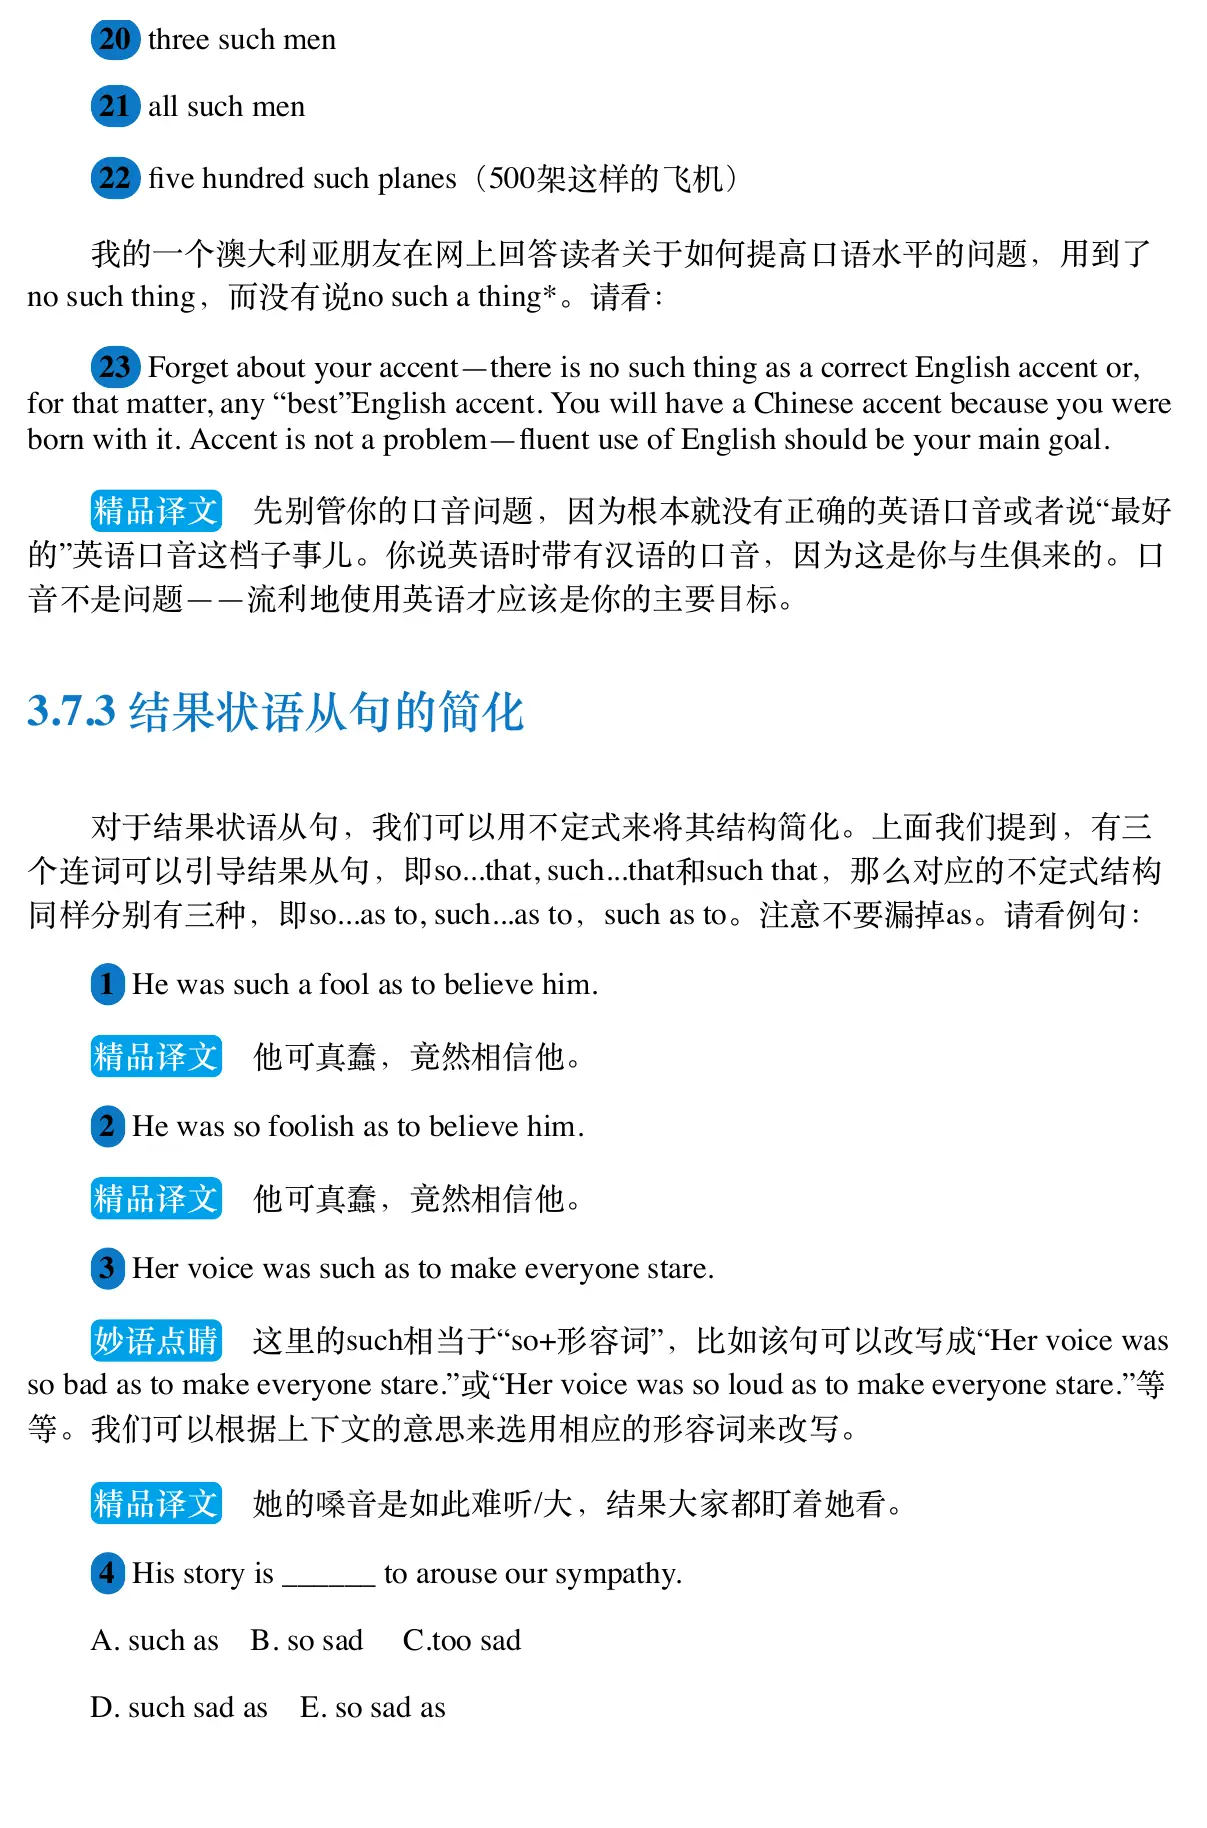 20 three such men
21 all such men
22 five hundred such planes（500架这样的飞机）
我的一个澳大利亚朋友在网上回答读者关于如何提高口语水平的问题，用到了
no such thing，而没有说no such a thing*。请看：
23 Forget about your accent—there is no such thing as a correct English accent or,
for that matter, any “best”English accent. You will have a Chinese accent because you were
born with it. Accent is not a problem—fluent use of English should be your main goal.
精品译文 先别管你的口音问题，因为根本就没有正确的英语口音或者说“最好
的”英语口音这档子事儿。你说英语时带有汉语的口音，因为这是你与生俱来的。口
音不是问题——流利地使用英语才应该是你的主要目标。
3.7.3 结果状语从句的简化
对于结果状语从句，我们可以用不定式来将其结构简化。上面我们提到，有三
个连词可以引导结果从句，即so...that, such...that和such that，那么对应的不定式结构
同样分别有三种，即so...as to, such...as to，such as to。注意不要漏掉as。请看例句：
1 He was such a fool as to believe him.
精品译文 他可真蠢，竟然相信他。
2 He was so foolish as to believe him.
精品译文 他可真蠢，竟然相信他。
3 Her voice was such as to make everyone stare.
妙语点睛 这里的such相当于“so+形容词”，比如该句可以改写成“Her voice was
so bad as to make everyone stare.”或“Her voice was so loud as to make everyone stare.”等
等。我们可以根据上下文的意思来选用相应的形容词来改写。
精品译文 她的嗓音是如此难听/大，结果大家都盯着她看。
4 His story is ______ to arouse our sympathy.
A. such as B. so sad C.too sad
D. such sad as E. so sad as